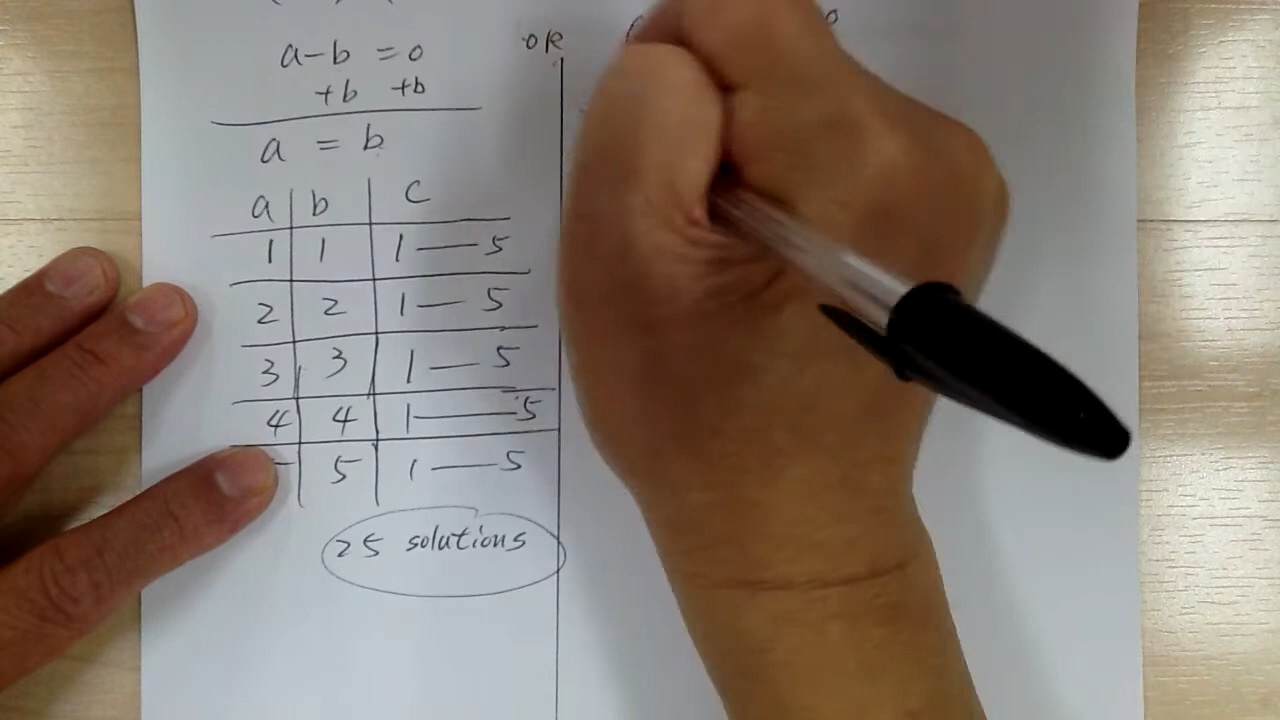 a-b = 0
+b +b
a = b
a b C
1 1 1 — 5
2 2 1 — 5
3 3 1 — 5
4 4 1 — 5
5 1 — 5
25 solutions
OR